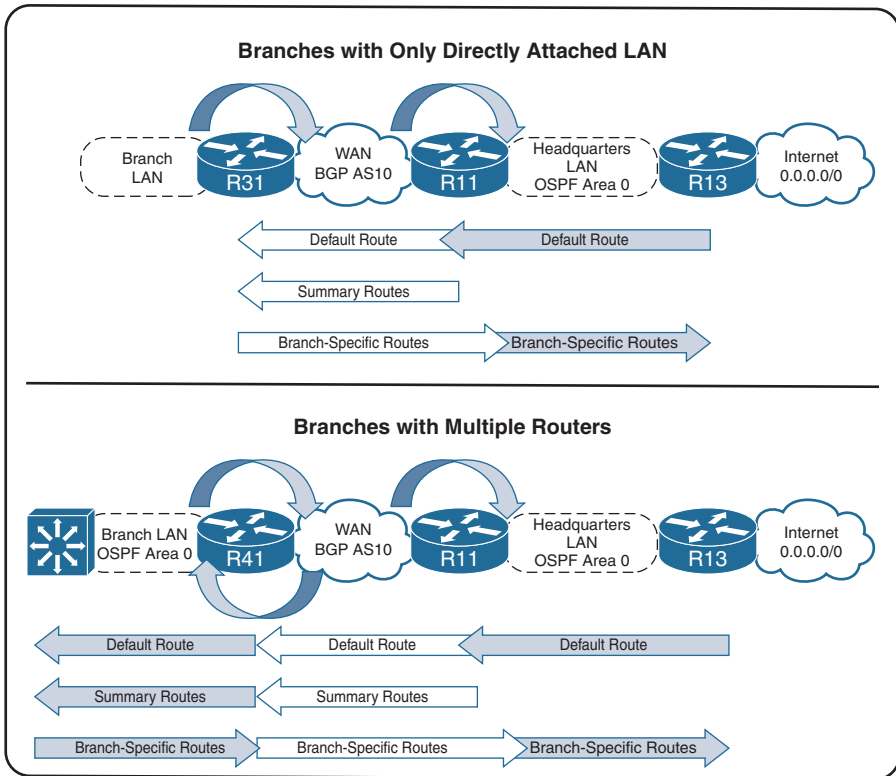 Branches with Only Directly Attached LAN
Branch
LAN
R31
WAN
BGP AS10
R11
Headquarters
LAN
OSPF Area 0
R13
Internet
0.0.0.0/0
Default Route
Default Route
Summary Routes
Branch-Specific Routes
Branch-Specific Routes
Branches with Multiple Routers
Branch LAN
OSPF Area 0
R41
WAN
BGP AS10
R11
Headquarters
LAN
OSPF Area 0
R13
Internet
0.0.0.0/0
Default Route
Default Route
Default Route
Summary Routes
Summary Routes
Branch-Specific Routes
Branch-Specific Routes
Branch-Specific Routes